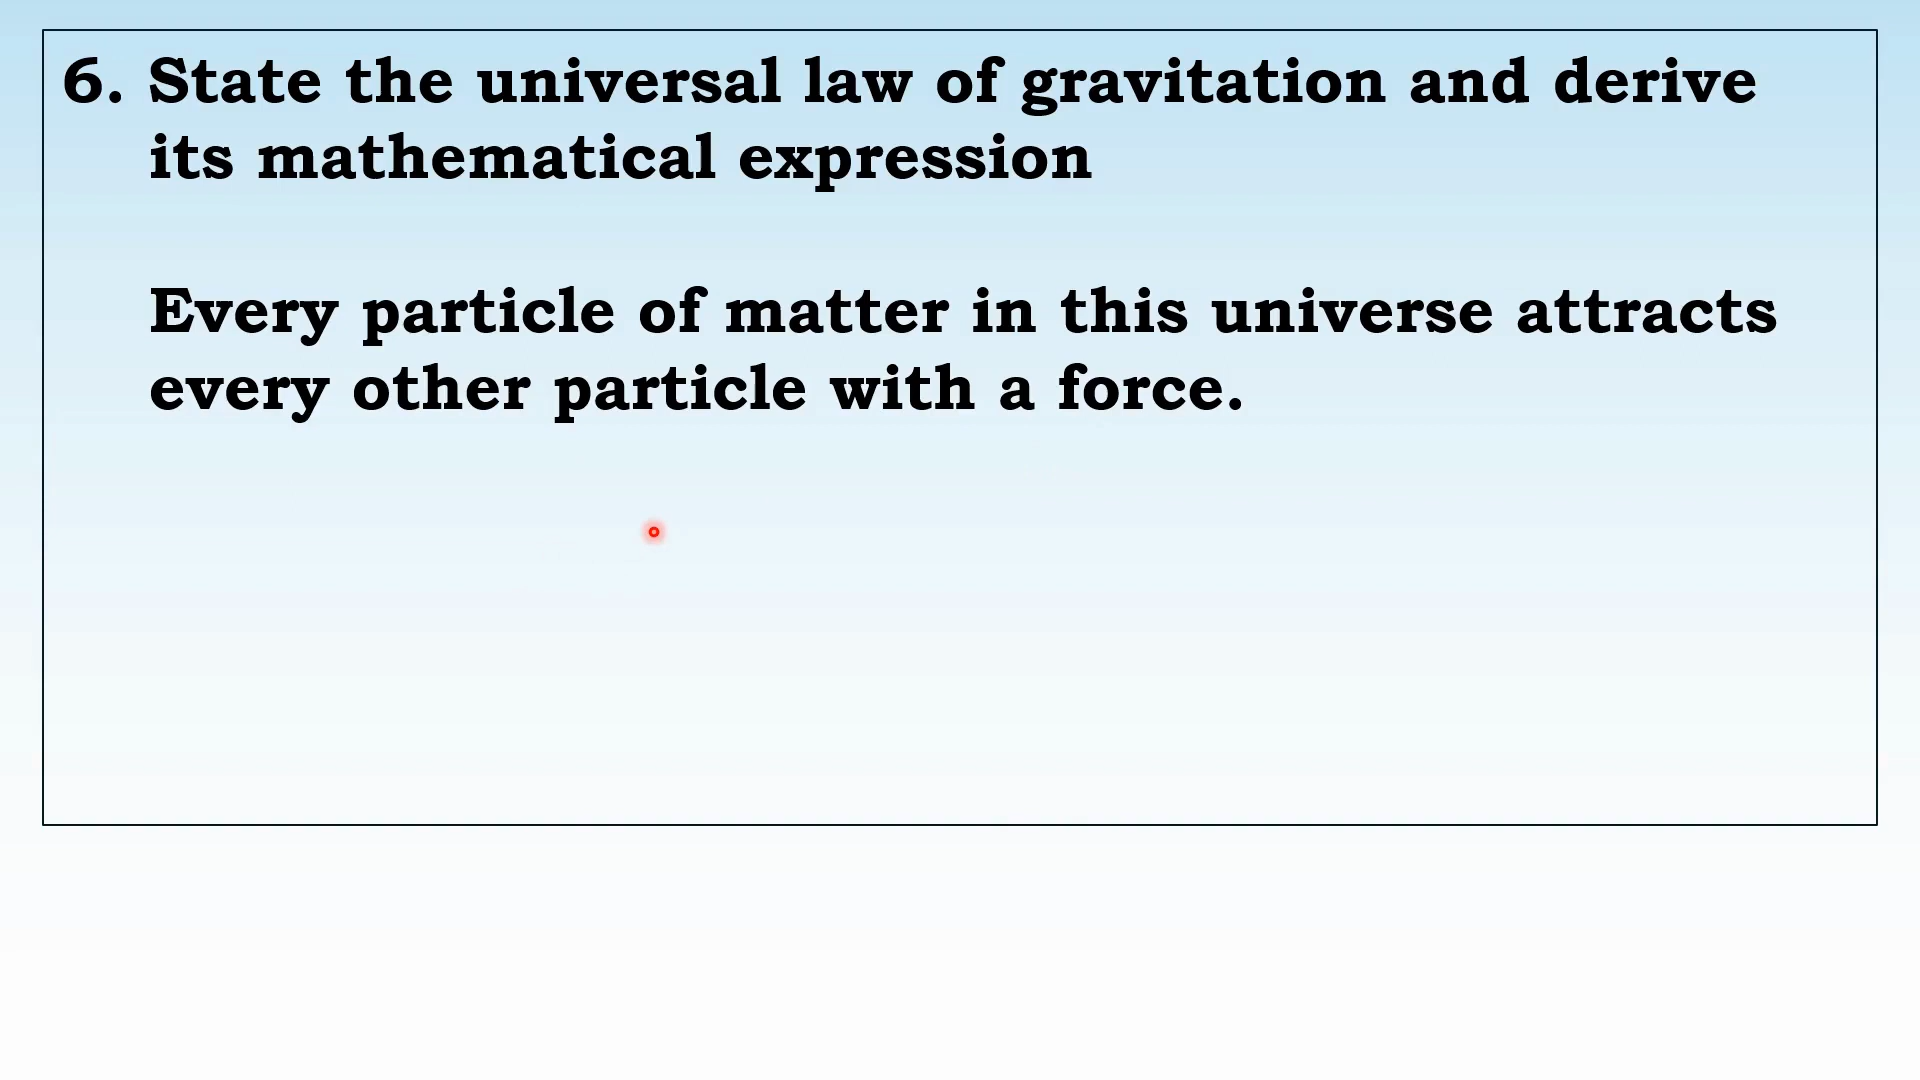 6. State the universal law of gravitation and derive
its mathematical expression
Every particle of matter in this universe attracts
every other particle with a force.